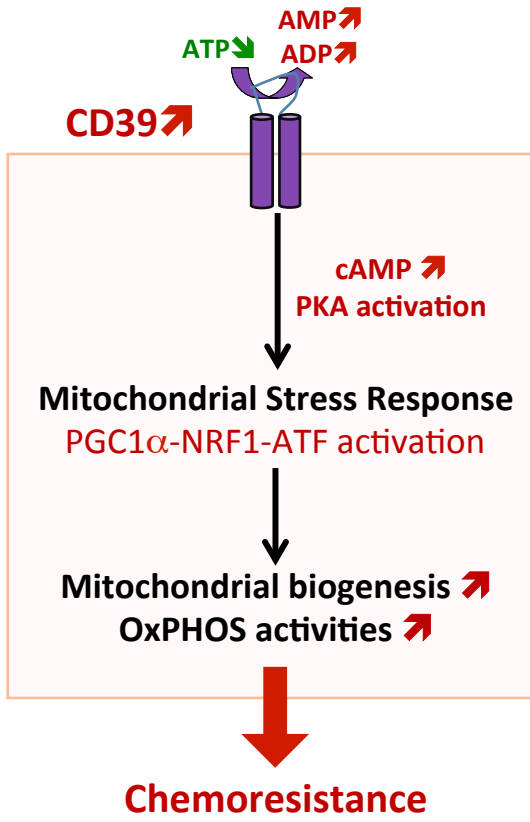 AMP
ATP ADP
CD39
cAMP
PKA activation
Mitochondrial Stress Response
PGC1α-NRF1-ATF activation
Mitochondrial biogenesis
OxPHOS activities
Chemoresistance